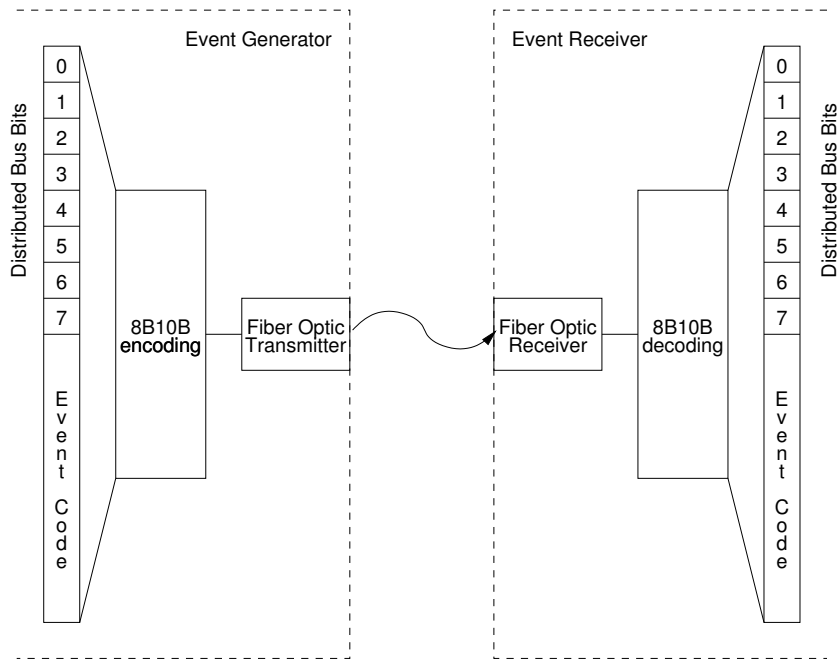 Event Generator
Distributed Bus Bits
0
1
2
3
4
5
6
7
Event Code
8B10B
encoding
Fiber Optic
Transmitter
Event Receiver
Fiber Optic
Receiver
8B10B
decoding
0
1
2
3
4
5
6
7
Event Code
Distributed Bus Bits